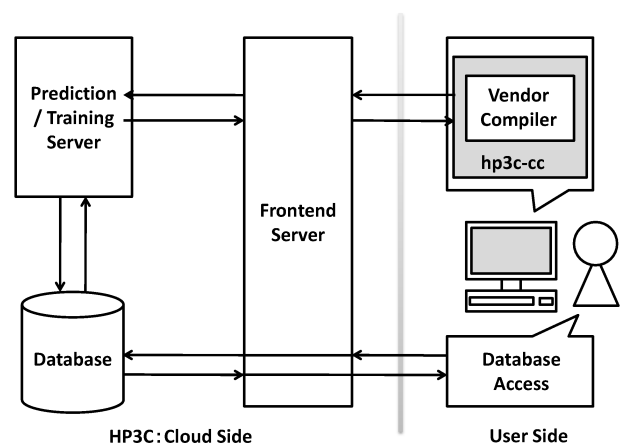 Prediction
/ Training
Server
Frontend
Server
Vendor
Compiler
hp3c-cc
Database
Database
Access
HP3C: Cloud Side
User Side